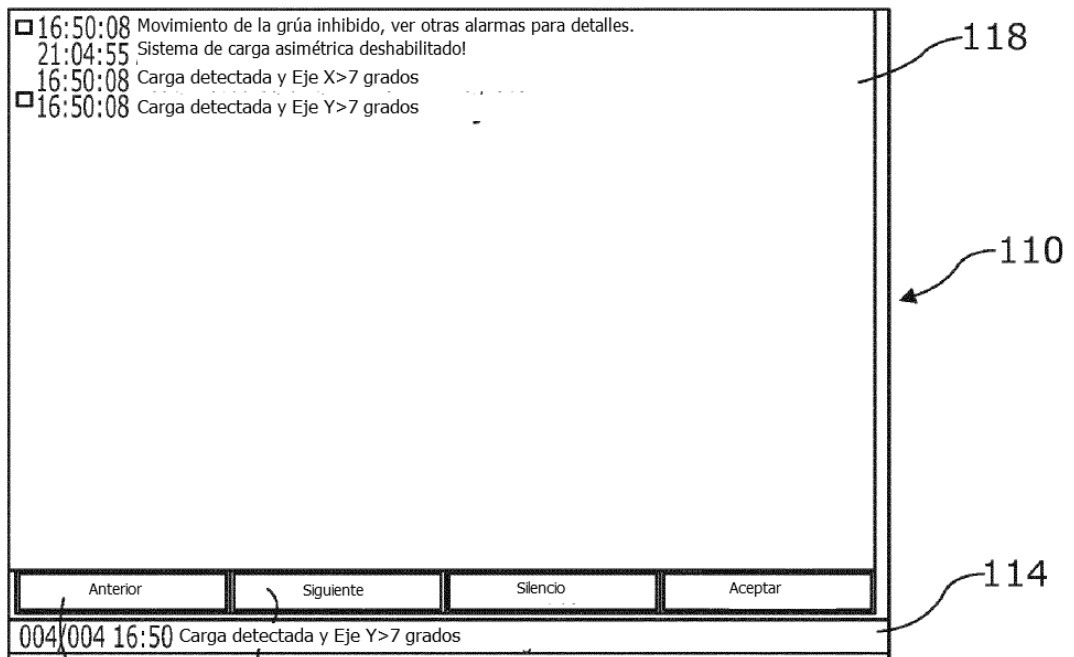 16:50:08 Movimiento de la grúa inhibido, ver otras alarmas para detalles.
21:04:55 Sistema de carga asimétrica deshabilitado!
16:50:08 Carga detectada y Eje X>7 grados
16:50:08 Carga detectada y Eje Y>7 grados
118
110
Anterior
Siguiente
Silencio
Aceptar
114
004/004 16:50 Carga detectada y Eje Y>7 grados